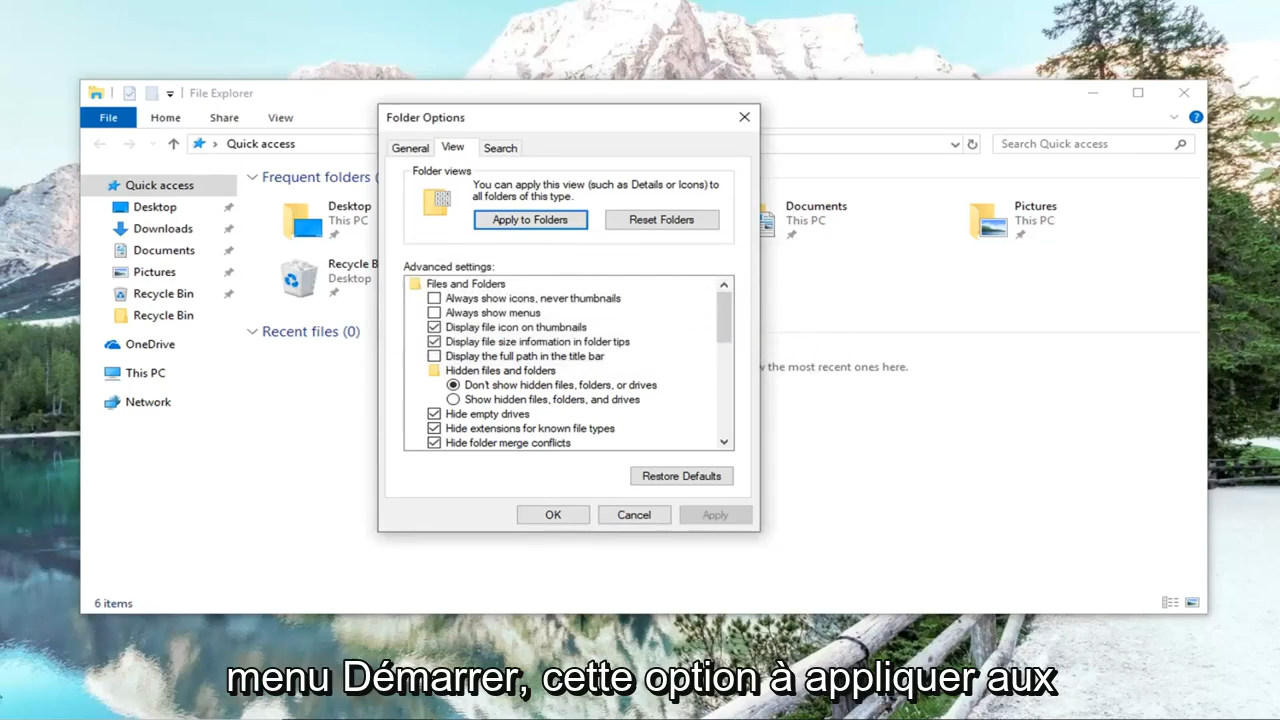 File Explorer
File
Home
Share
View
Quick access
Search Quick access
Quick access
Desktop
Downloads
Documents
Pictures
Recycle Bin
Recycle Bin
OneDrive
This PC
Network
Frequent folders (
Desktop
This PC
Recycle B
Desktop
Documents
This PC
Pictures
This PC
Recent files (0)
w the most recent ones here.
Folder Options
General
View
Search
Folder views
You can apply this view (such as Details or Icons) to
all folders of this type.
Apply to Folders
Reset Folders
Advanced settings:
Files and Folders
Always show icons, never thumbnails
Always show menus
Display file icon on thumbnails
Display file size information in folder tips
Display the full path in the title bar
Hidden files and folders
Don't show hidden files, folders, or drives
Show hidden files, folders, and drives
Hide empty drives
Hide extensions for known file types
Hide folder merge conflicts
Restore Defaults
OK
Cancel
Apply
6 items
menu Démarrer, cette option à appliquer aux